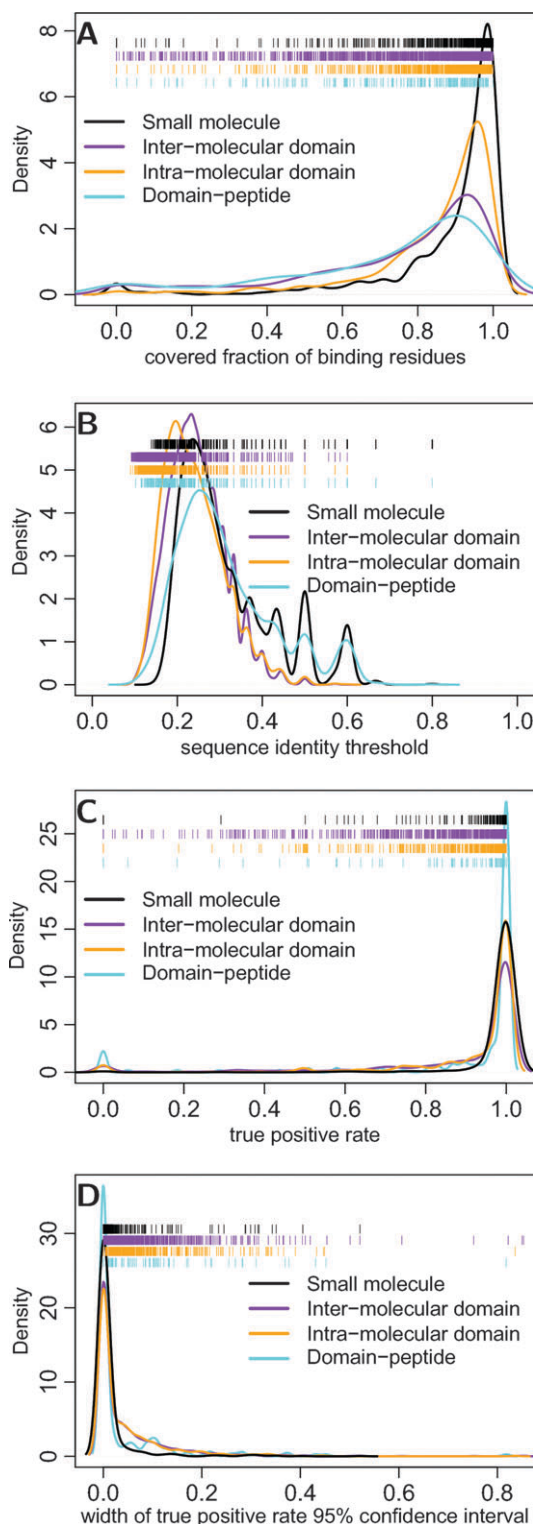 A
8
6
4
2
0
Density
Small molecule
Inter-molecular domain
Intra-molecular domain
Domain-peptide
0.0 0.2 0.4 0.6 0.8 1.0
covered fraction of binding residues
B
6
5
4
3
2
1
0
Density
Small molecule
Inter-molecular domain
Intra-molecular domain
Domain-peptide
0.0 0.2 0.4 0.6 0.8 1.0
sequence identity threshold
C
25
20
15
10
5
0
Density
Small molecule
Inter-molecular domain
Intra-molecular domain
Domain-peptide
0.0 0.2 0.4 0.6 0.8 1.0
true positive rate
D
30
20
10
0
Density
Small molecule
Inter-molecular domain
Intra-molecular domain
Domain-peptide
0.0 0.2 0.4 0.6 0.8
width of true positive rate 95% confidence interval